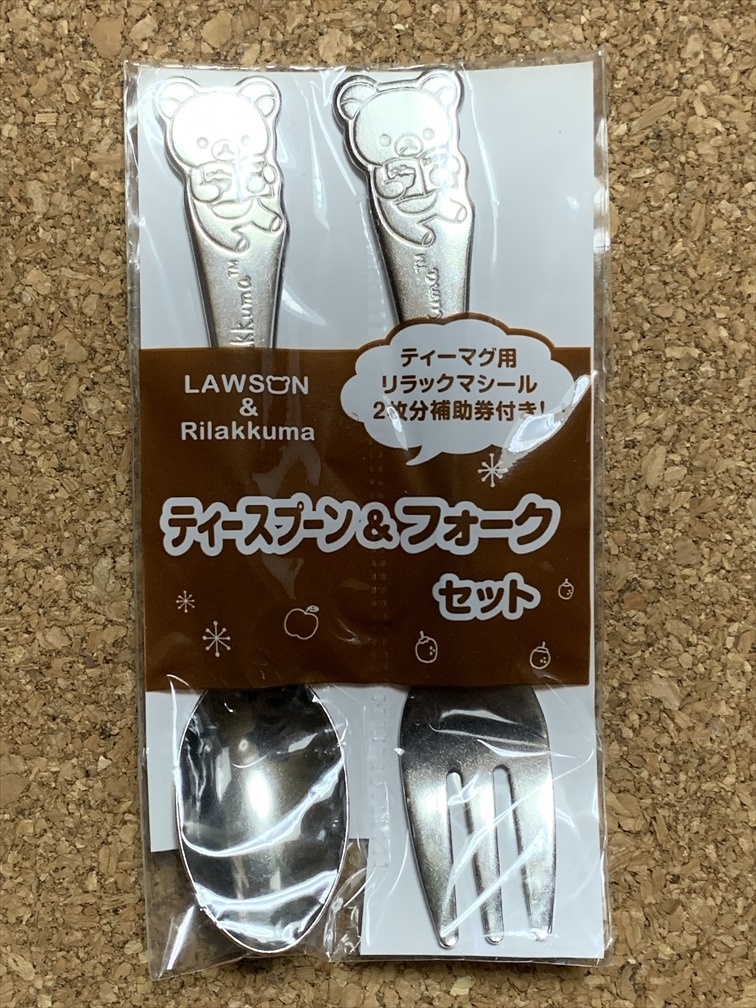 Rilakkuma™
LAWSON
&
Rilakkuma
ティーマグ用
リラックマシール
2枚分補助券付き!
ティースプーン&フォーク
セット